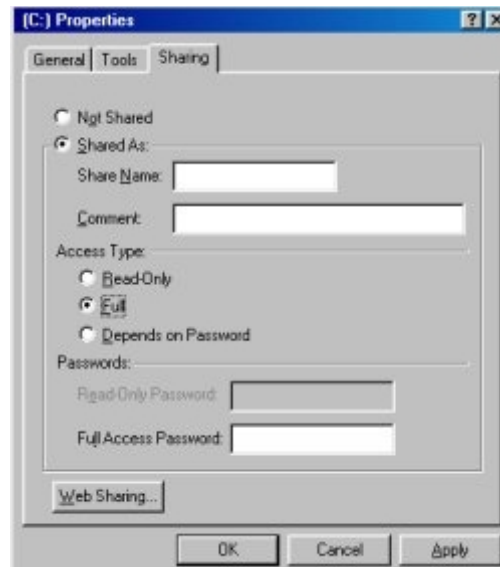 (C:) Properties
General Tools Sharing
Not Shared
Shared As:
Share Name:
Comment:
Access Type:
Read-Only
Full
Depends on Password
Passwords:
Read-Only Password:
Full Access Password:
Web Sharing...
OK Cancel Apply